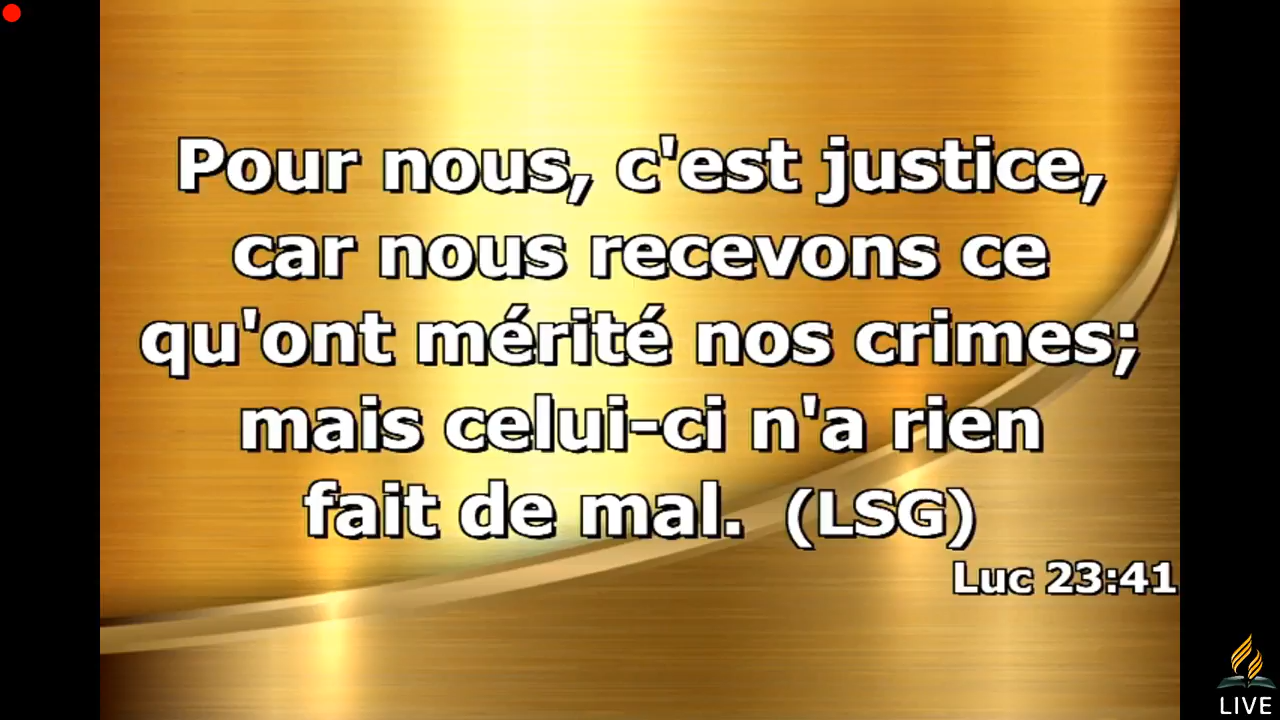 Pour nous, c'est justice,
car nous recevons ce
qu'ont mérité nos crimes;
mais celui-ci n'a rien
fait de mal. (LSG)
Luc 23:41
LIVE